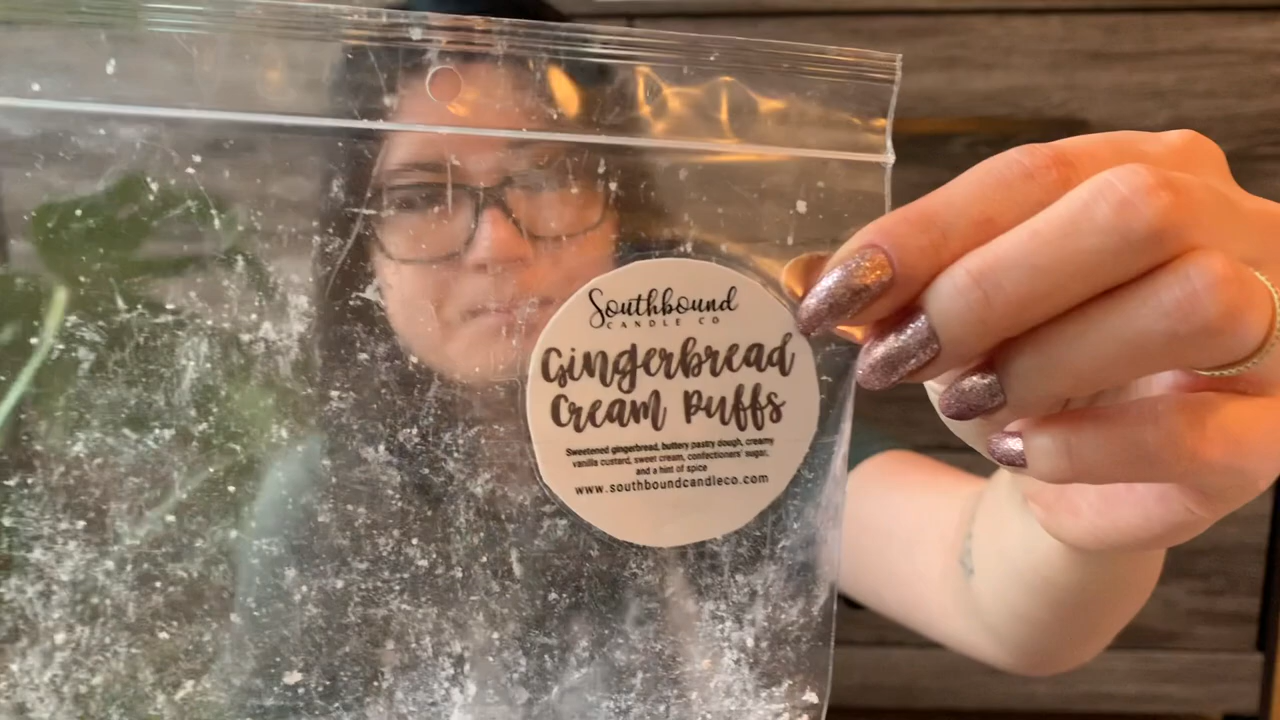 Southbound
CANDLE CO
Gingerbread
Cream Puffs
Sweetened gingerbread, buttery pastry dough, creamy
vanilla custard, sweet cream, confectioners' sugar,
and a hint of spice
www.southboundcandleco.com